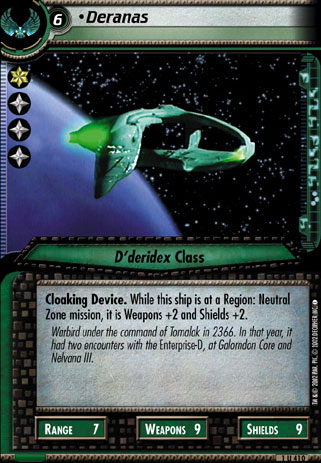 6 • Deranas
D'deridex Class
Cloaking Device. While this ship is at a Region: Neutral
Zone mission, it is Weapons +2 and Shields +2.
Warbird under the command of Tomalak in 2366. In that year, it
had two encounters with the Enterprise-D, at Galorndon Core and
Nelvana III.
RANGE 7 WEAPONS 9 SHIELDS 9
1 U 410